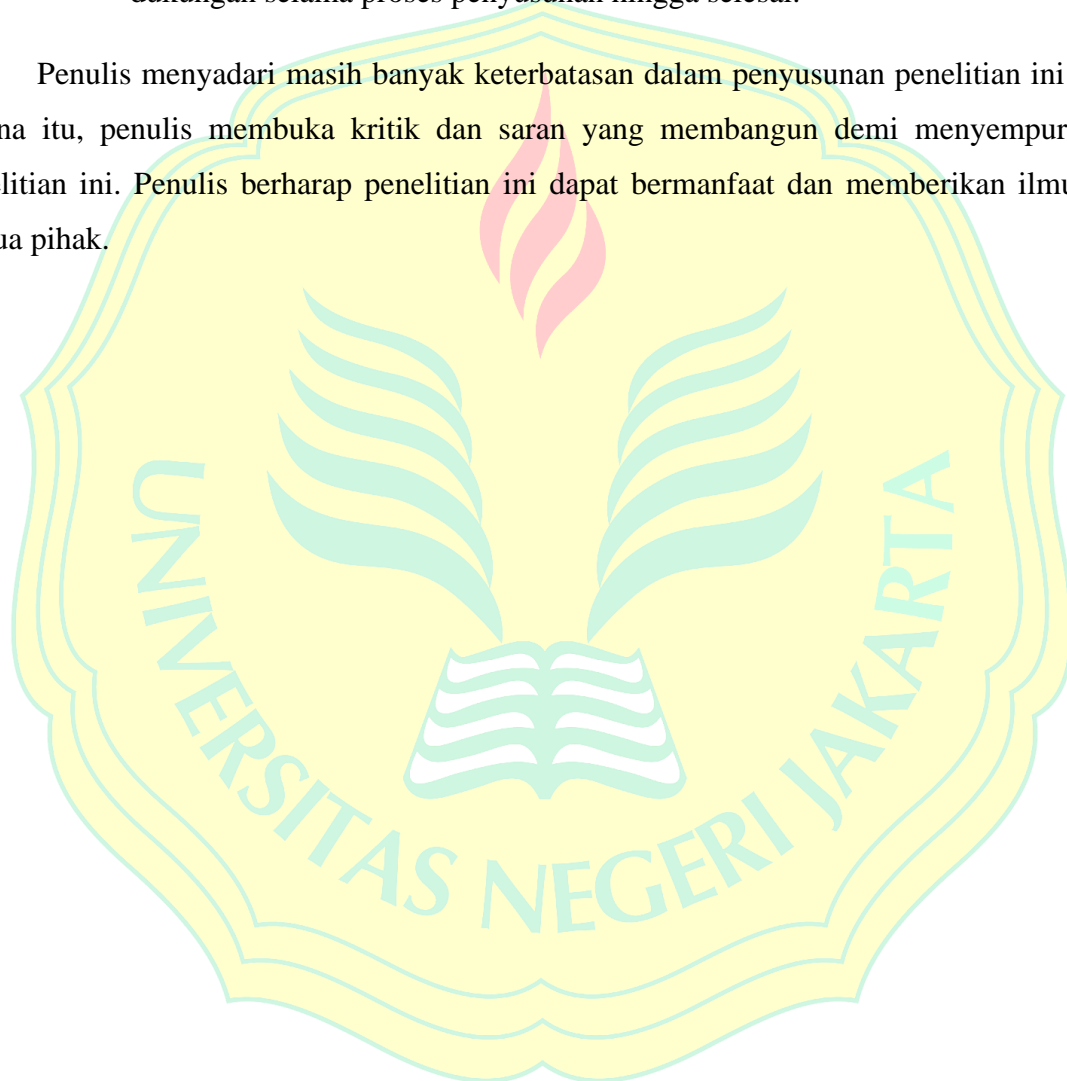 dukungan selama proses penyusunan hingga selesai.
Penulis menyadari masih banyak keterbatasan dalam penyusunan penelitian ini
na itu, penulis membuka kritik dan saran yang membangun demi menyempur
elitian ini. Penulis berharap penelitian ini dapat bermanfaat dan memberikan ilmu
ua pihak.
UNIVERSITAS NEGERI JAKARTA